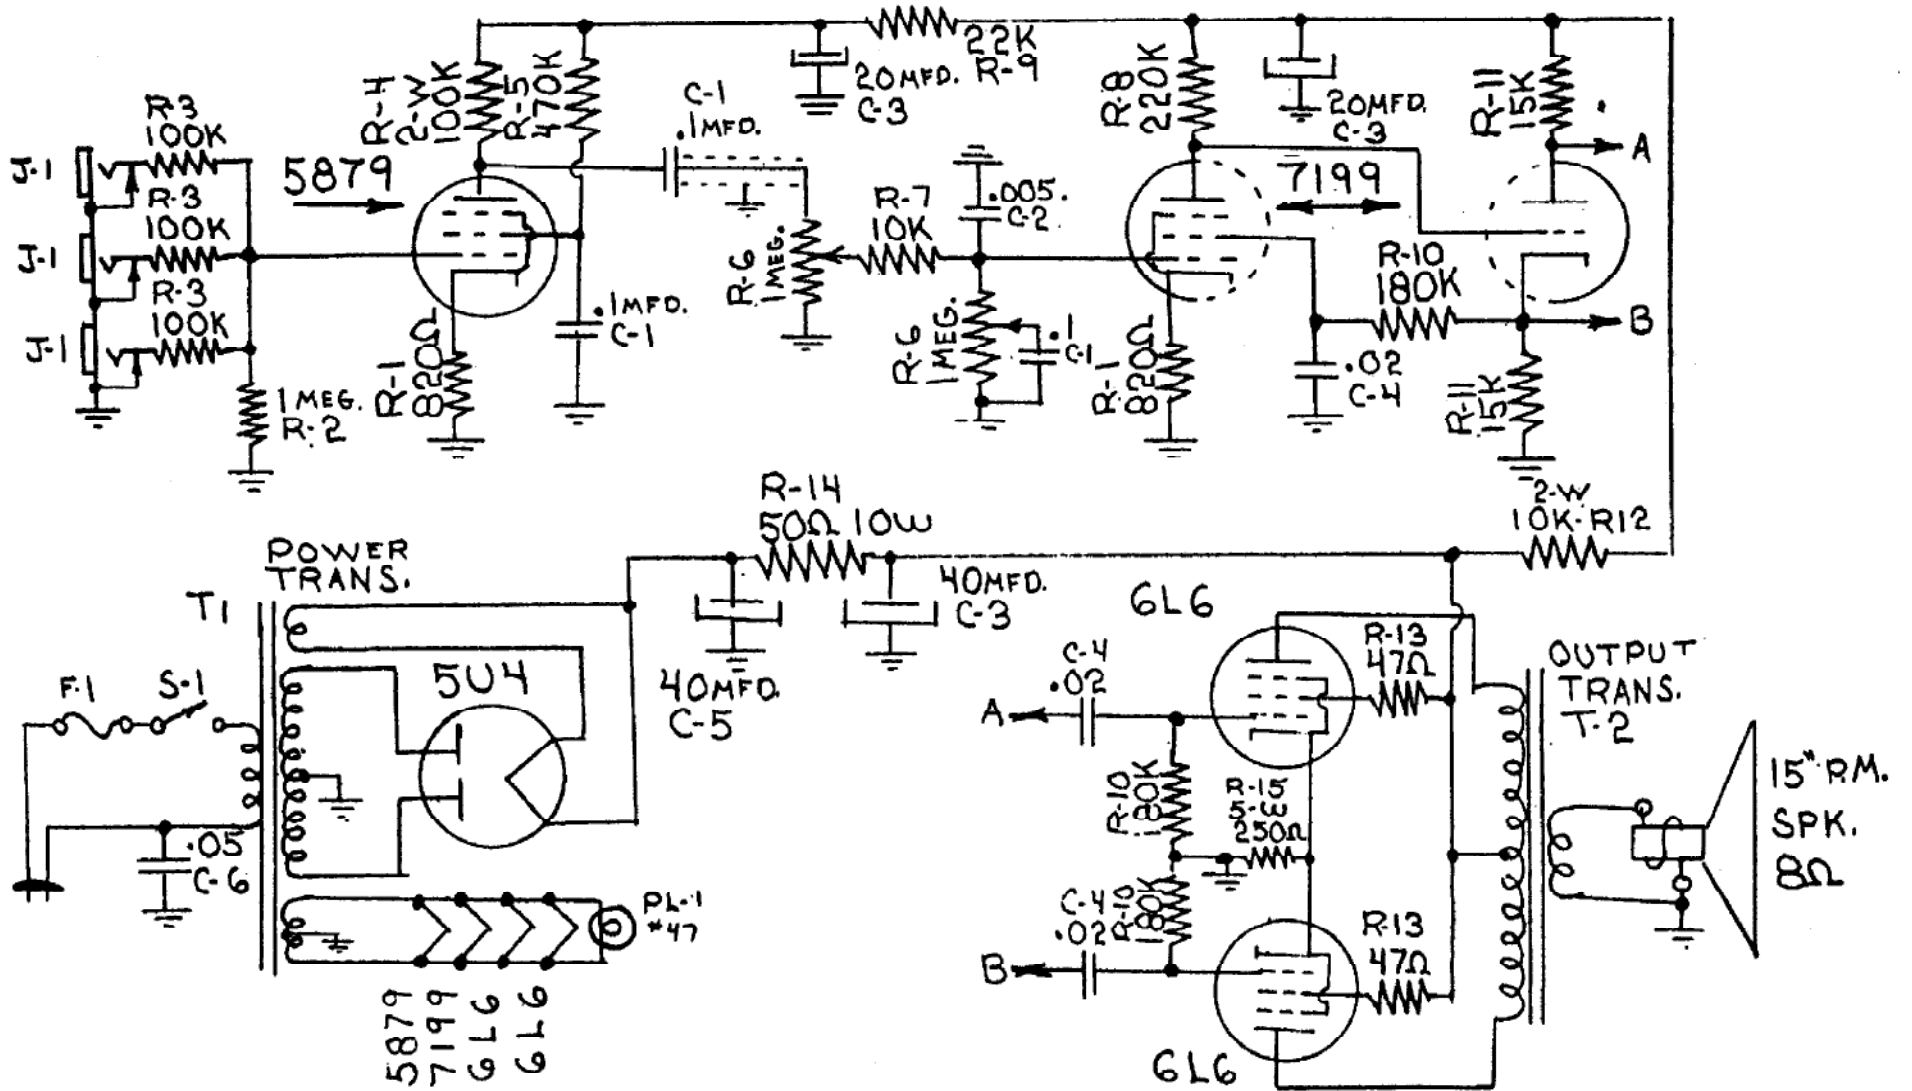 R-4
2-W
100K
R-5
470K
C-1
.1MFD.
20MFD.
C-3
22K
R-9
R-8
220K
20MFD.
C-3
R-11
15K
A
R-3
100K
J-1
5879
7199
R-3
100K
J-1
R-3
100K
J-1
R-6
1MEG.
R-7
10K
.005.
C-2
R-10
180K
B
.1MFD.
C-1
R-1
820Ω
1MEG.
R-2
R-6
1MEG.
.1
C-1
R-1
820Ω
.02
C-4
R-11
15K
2-W
10K-R12
R-14
50Ω 10W
POWER
TRANS.
T1
40MFD.
C-3
6L6
F-1
S-1
5U4
40MFD.
C-5
.05
C-6
PL-1
#47
5879
7199
6L6
6L6
R-13
47Ω
OUTPUT
TRANS.
T-2
C-4
.02
A
R-10
180K
R-15
5-W
250Ω
15" P.M.
SPK.
8Ω
C-4
.02
R-10
180K
B
R-13
47Ω
6L6